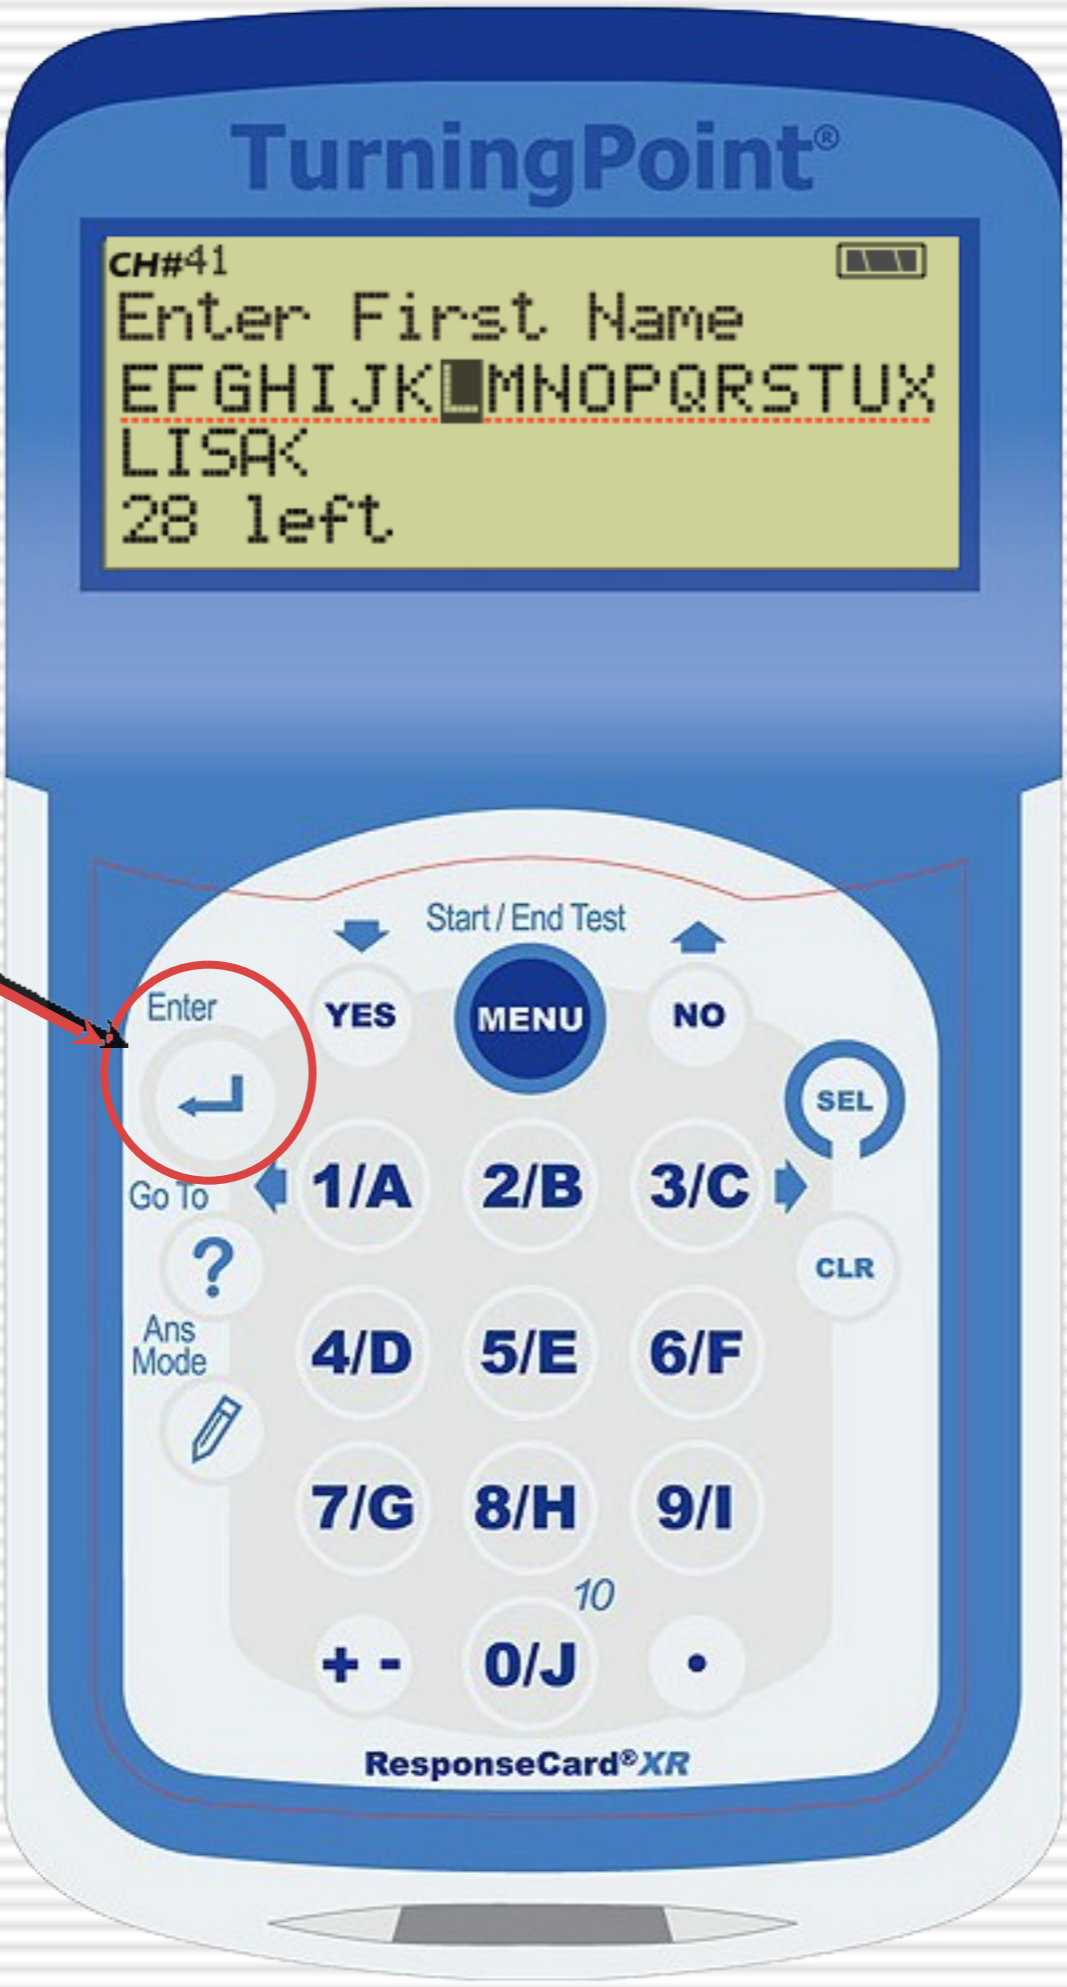 TurningPoint®
CH#41
Enter First Name
EFGHIJKLMNOPQRSTUX
LISA<
28 left
Start / End Test
Enter
YES
MENU
NO
SEL
Go To
1/A
2/B
3/C
?
CLR
Ans
Mode
4/D
5/E
6/F
7/G
8/H
9/I
10
+ -
0/J
•
ResponseCard®XR